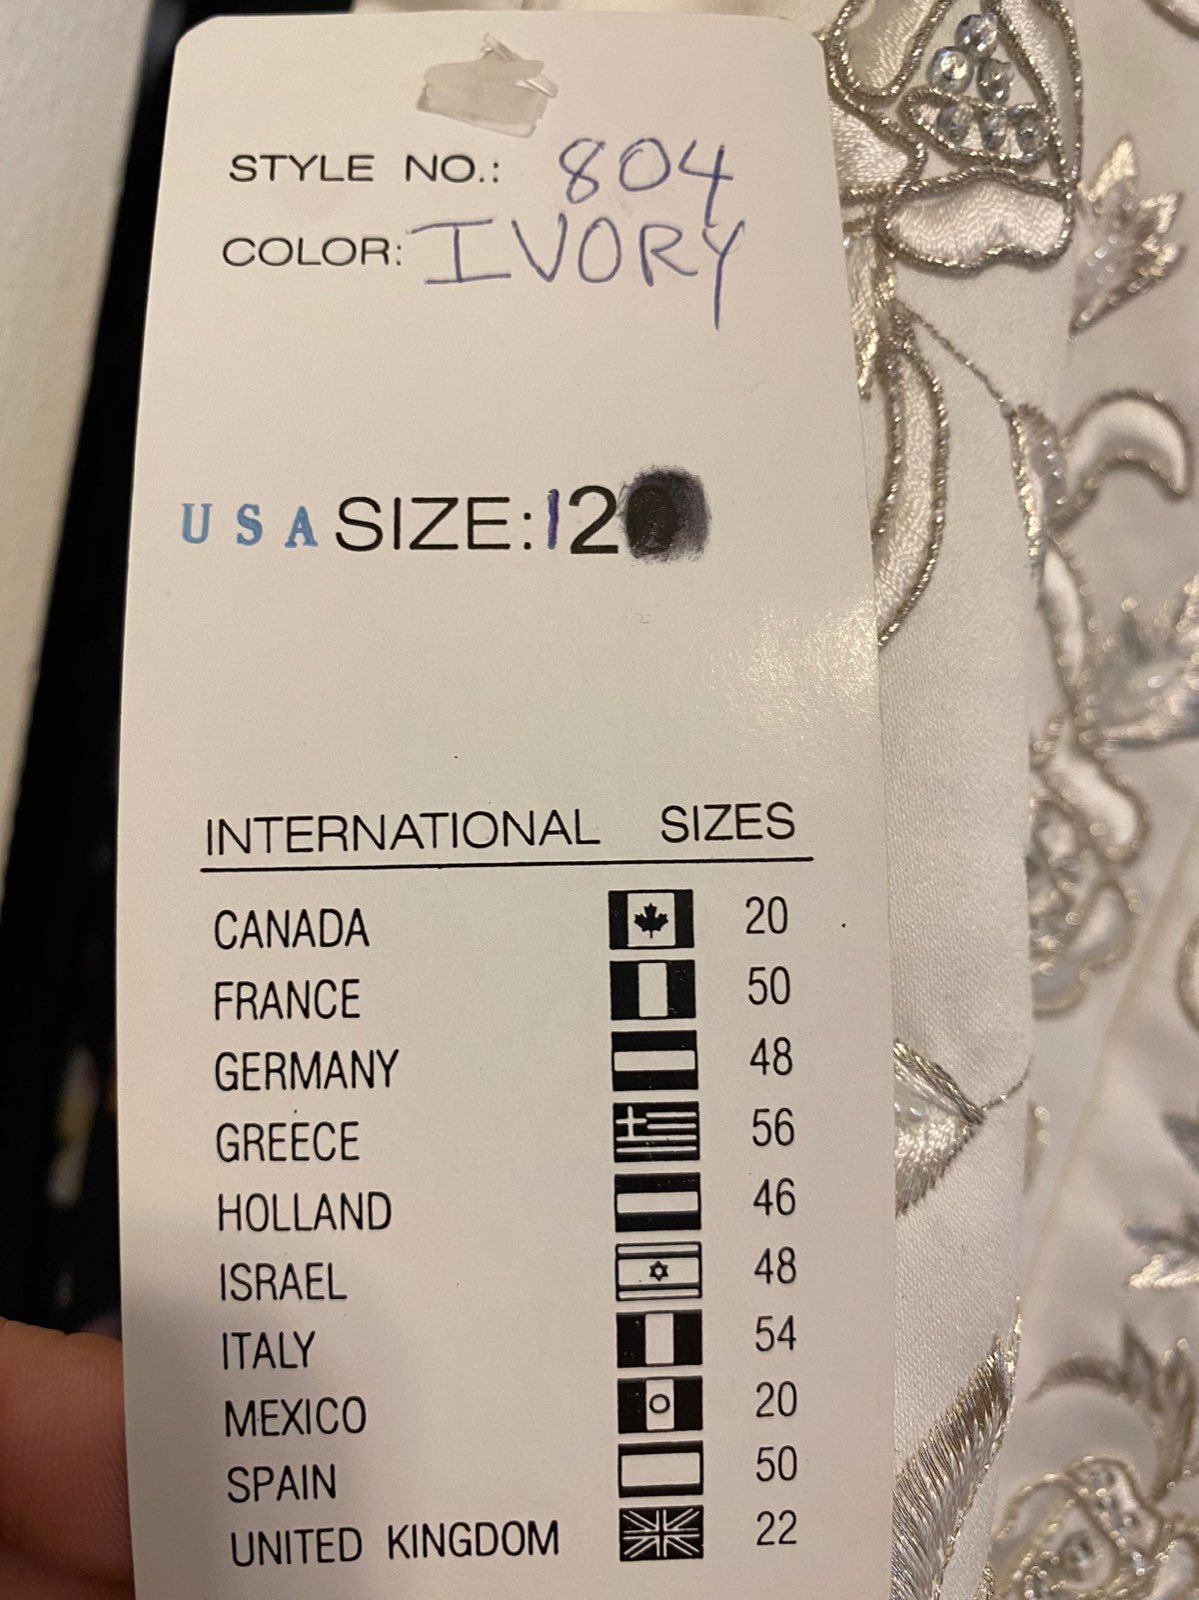 STYLE NO.: 804
COLOR: IVORY
USA SIZE: 12
INTERNATIONAL SIZES
CANADA 20
FRANCE 50
GERMANY 48
GREECE 56
HOLLAND 46
ISRAEL 48
ITALY 54
MEXICO 20
SPAIN 50
UNITED KINGDOM 22